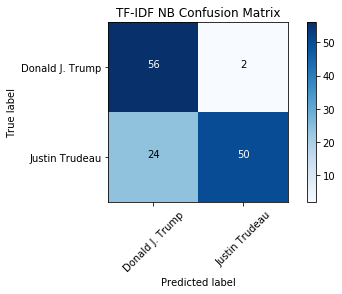 TF-IDF NB Confusion Matrix
True label
Donald J. Trump
56
2
Justin Trudeau
24
50
Donald J. Trump
Justin Trudeau
Predicted label
50
40
30
20
10